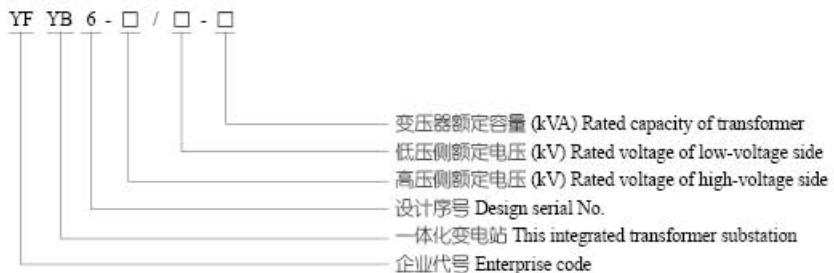 YF YB 6 - □ / □ - □
变压器额定容量 (kVA) Rated capacity of transformer
低压侧额定电压 (kV) Rated voltage of low-voltage side
高压侧额定电压 (kV) Rated voltage of high-voltage side
设计序号 Design serial No.
一体化变电站 This integrated transformer substation
企业代号 Enterprise code